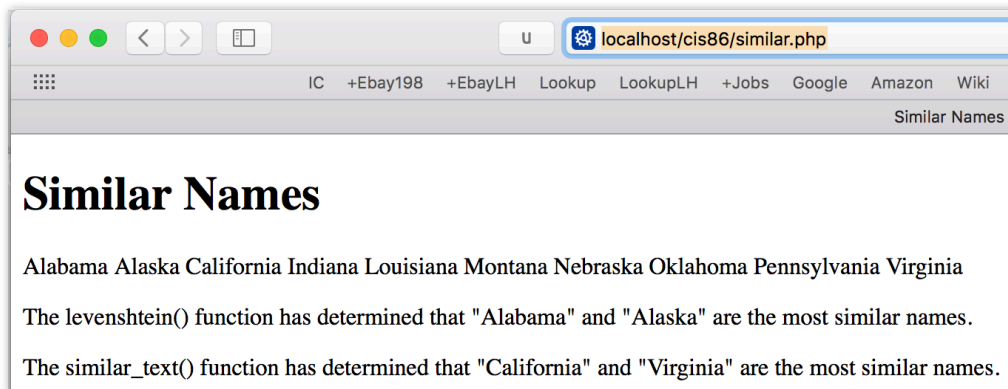 U localhost/cis86/similar.php
IC +Ebay198 +EbayLH Lookup LookupLH +Jobs Google Amazon Wiki
Similar Names
Similar Names
Alabama Alaska California Indiana Louisiana Montana Nebraska Oklahoma Pennsylvania Virginia
The levenshtein() function has determined that "Alabama" and "Alaska" are the most similar names.
The similar_text() function has determined that "California" and "Virginia" are the most similar names.